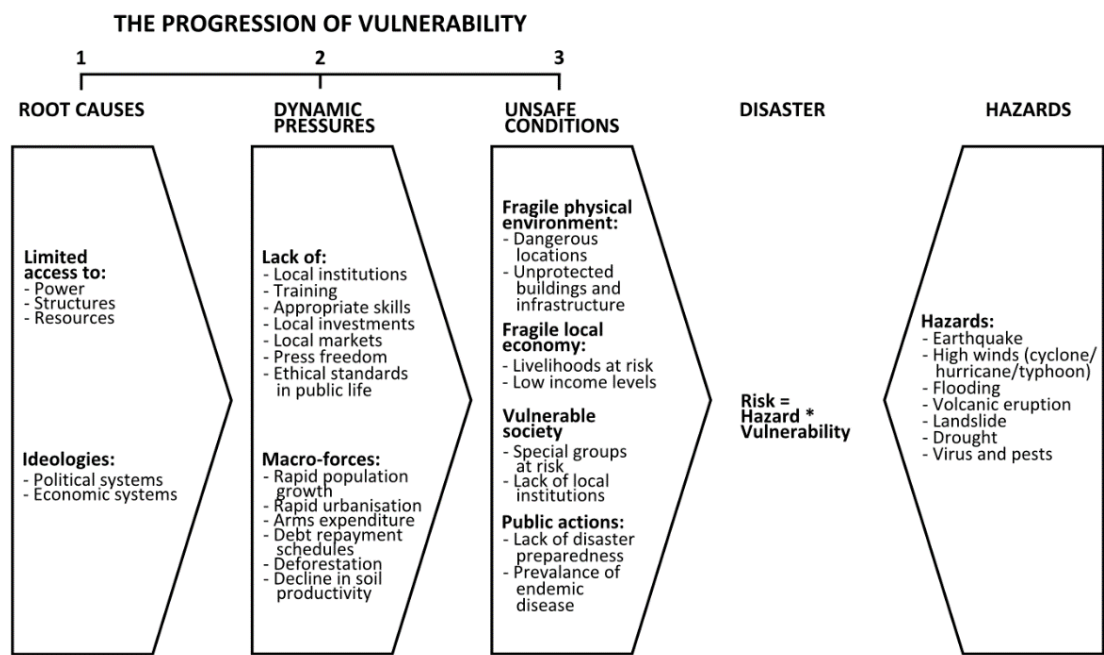 THE PROGRESSION OF VULNERABILITY
1
2
3
ROOT CAUSES
DYNAMIC
PRESSURES
UNSAFE
CONDITIONS
DISASTER
HAZARDS
Limited
access to:
- Power
- Structures
- Resources
Ideologies:
- Political systems
- Economic systems
Lack of:
- Local institutions
- Training
- Appropriate skills
- Local investments
- Local markets
- Press freedom
- Ethical standards
in public life
Macro-forces:
- Rapid population
growth
- Rapid urbanisation
- Arms expenditure
- Debt repayment
schedules
- Deforestation
- Decline in soil
productivity
Fragile physical
environment:
- Dangerous
locations
- Unprotected
buildings and
infrastructure
Fragile local
economy:
- Livelihoods at risk
- Low income levels
Vulnerable
society
- Special groups
at risk
- Lack of local
institutions
Public actions:
- Lack of disaster
preparedness
- Prevalance of
endemic
disease
Risk =
Hazard *
Vulnerability
Hazards:
- Earthquake
- High winds (cyclone/
hurricane/typhoon)
- Flooding
- Volcanic eruption
- Landslide
- Drought
- Virus and pests